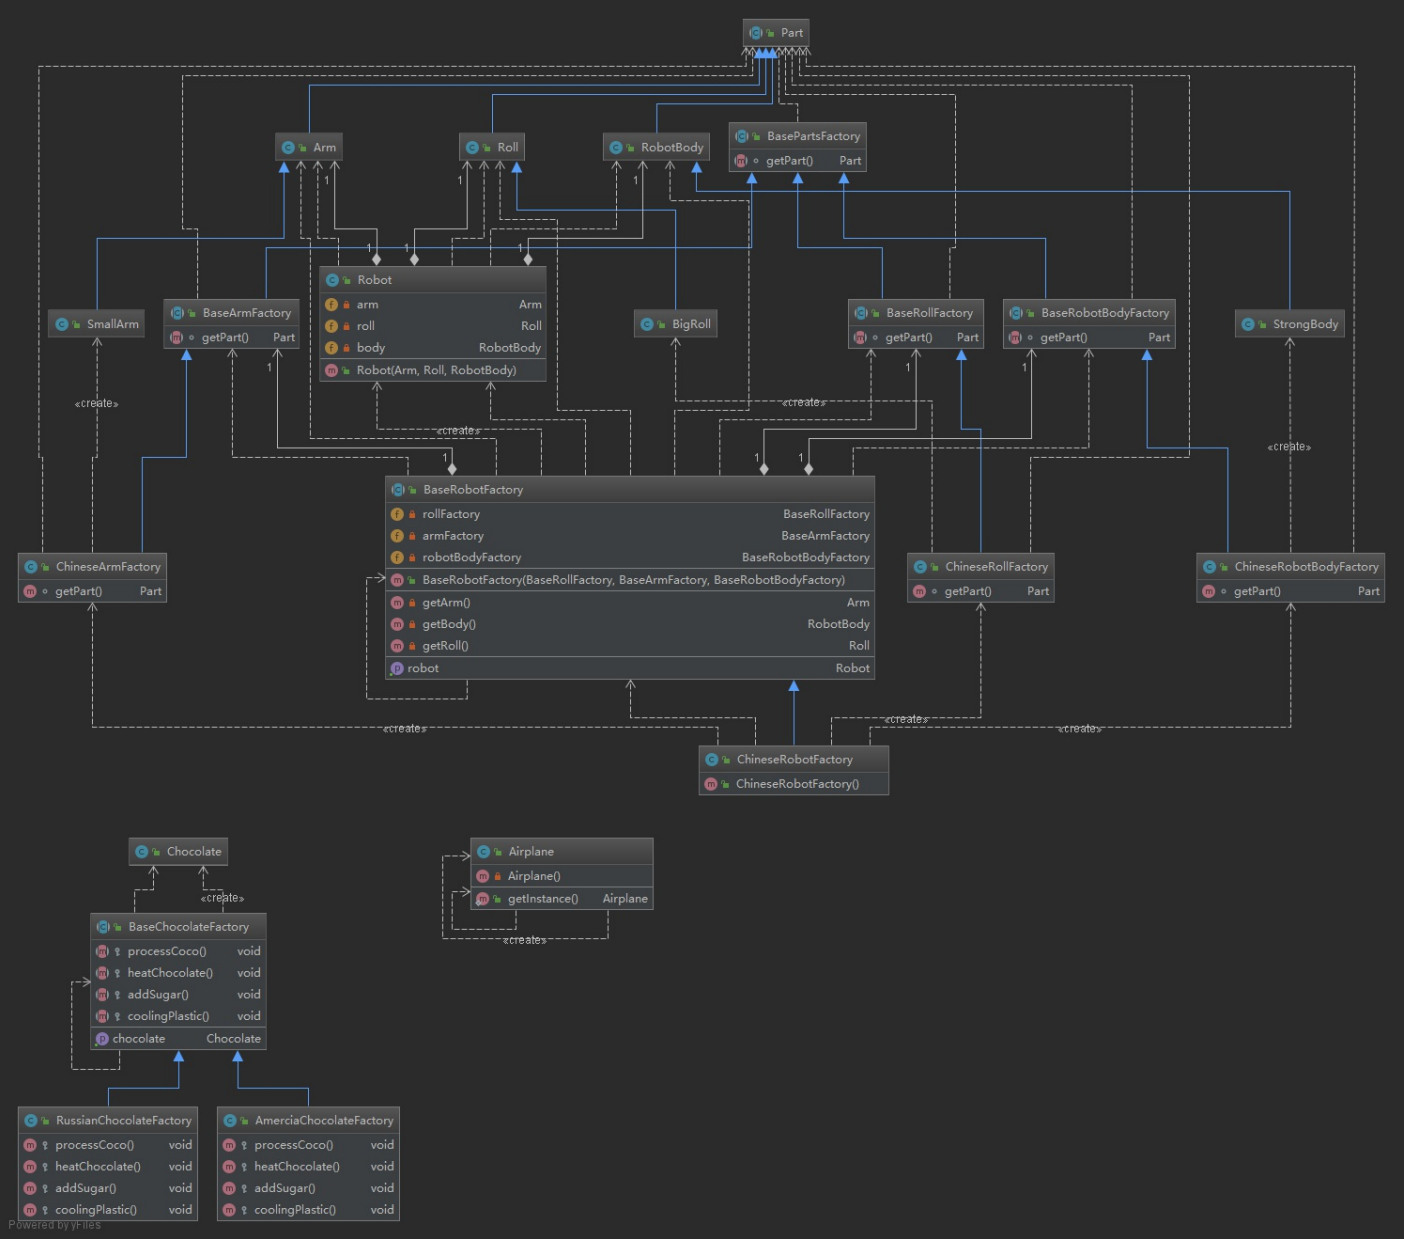 Part
Arm
Roll
RobotBody
BasePartsFactory
getPart() Part
1
1
1
1
1
1
Robot
arm Arm
roll Roll
body RobotBody
Robot(Arm, Roll, RobotBody)
SmallArm
BaseArmFactory
getPart() Part
BigRoll
BaseRollFactory
getPart() Part
BaseRobotBodyFactory
getPart() Part
StrongBody
1
1
1
«create»
«create»
«create»
«create»
1
1
1
BaseRobotFactory
rollFactory BaseRollFactory
armFactory BaseArmFactory
robotBodyFactory BaseRobotBodyFactory
BaseRobotFactory(BaseRollFactory, BaseArmFactory, BaseRobotBodyFactory)
getArm() Arm
getBody() RobotBody
getRoll() Roll
robot Robot
ChineseArmFactory
getPart() Part
ChineseRollFactory
getPart() Part
ChineseRobotBodyFactory
getPart() Part
«create»
«create»
«create»
ChineseRobotFactory
ChineseRobotFactory()
Chocolate
«create»
BaseChocolateFactory
processCoco() void
heatChocolate() void
addSugar() void
coolingPlastic() void
chocolate Chocolate
Airplane
Airplane()
getInstance() Airplane
«create»
RussianChocolateFactory
processCoco() void
heatChocolate() void
addSugar() void
coolingPlastic() void
AmerciaChocolateFactory
processCoco() void
heatChocolate() void
addSugar() void
coolingPlastic() void
Powered by yFiles